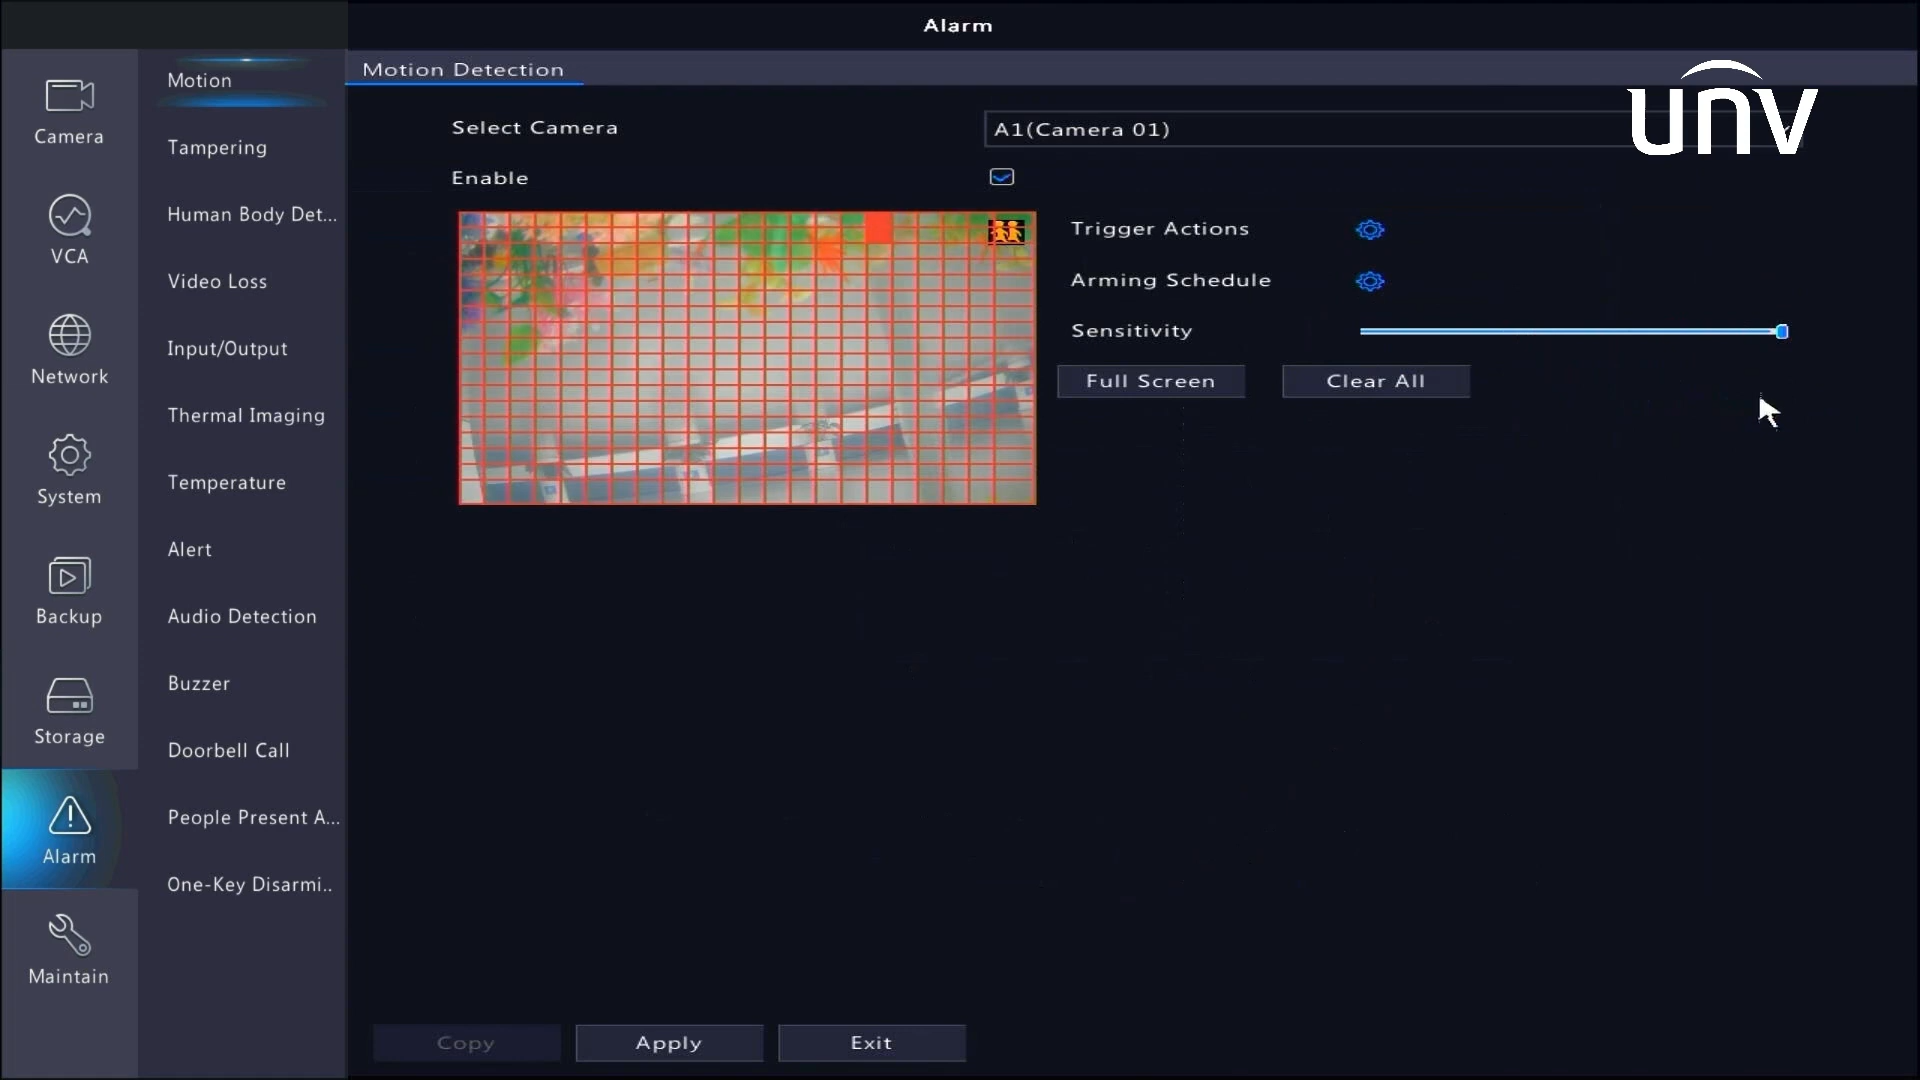 Alarm
Motion Detection
unv
Camera
VCA
Network
System
Backup
Storage
Alarm
Maintain
Motion
Tampering
Human Body Det...
Video Loss
Input/Output
Thermal Imaging
Temperature
Alert
Audio Detection
Buzzer
Doorbell Call
People Present A...
One-Key Disarmi..
Select Camera
A1(Camera 01)
Enable
Trigger Actions
Arming Schedule
Sensitivity
Full Screen
Clear All
Copy
Apply
Exit